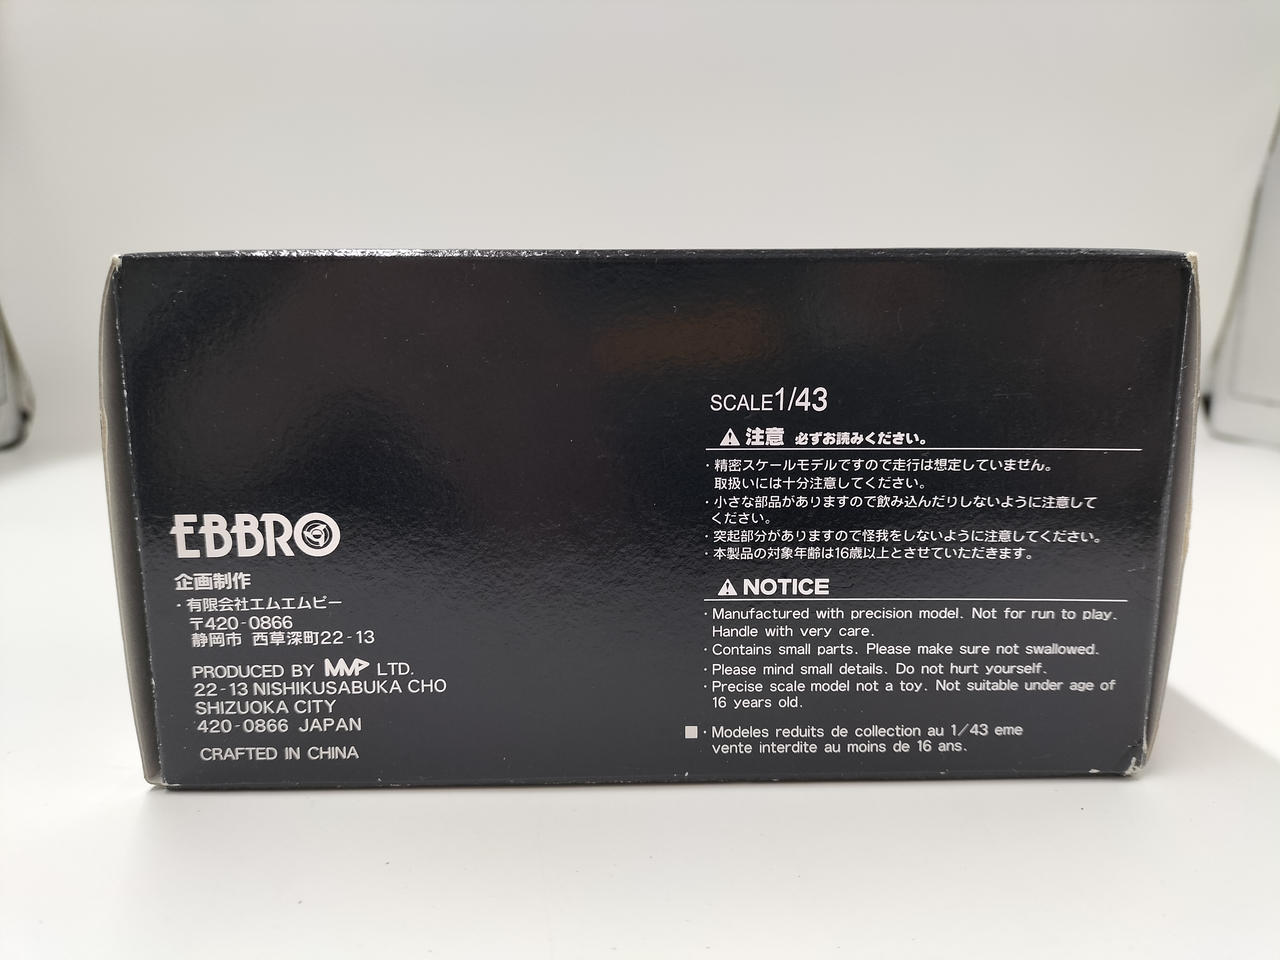 EBBRO
企画制作
・有限会社エムエムピー
〒420-0866
静岡市 西草深町22-13
PRODUCED BY MMP LTD.
22-13 NISHIKUSABUKA CHO
SHIZUOKA CITY
420-0866 JAPAN
CRAFTED IN CHINA
SCALE1/43
注意 必ずお読みください。
・精密スケールモデルですので走行は想定していません。
取扱いには十分注意してください。
・小さな部品がありますので飲み込んだりしないように注意して
ください。
・突起部分がありますので怪我をしないように注意してください。
・本製品の対象年齢は16歳以上とさせていただきます。
NOTICE
・Manufactured with precision model. Not for run to play.
Handle with very care.
・Contains small parts. Please make sure not swallowed.
・Please mind small details. Do not hurt yourself.
・Precise scale model not a toy. Not suitable under age of
16 years old.
■・Modeles reduits de collection au 1/43 eme
vente interdite au moins de 16 ans.